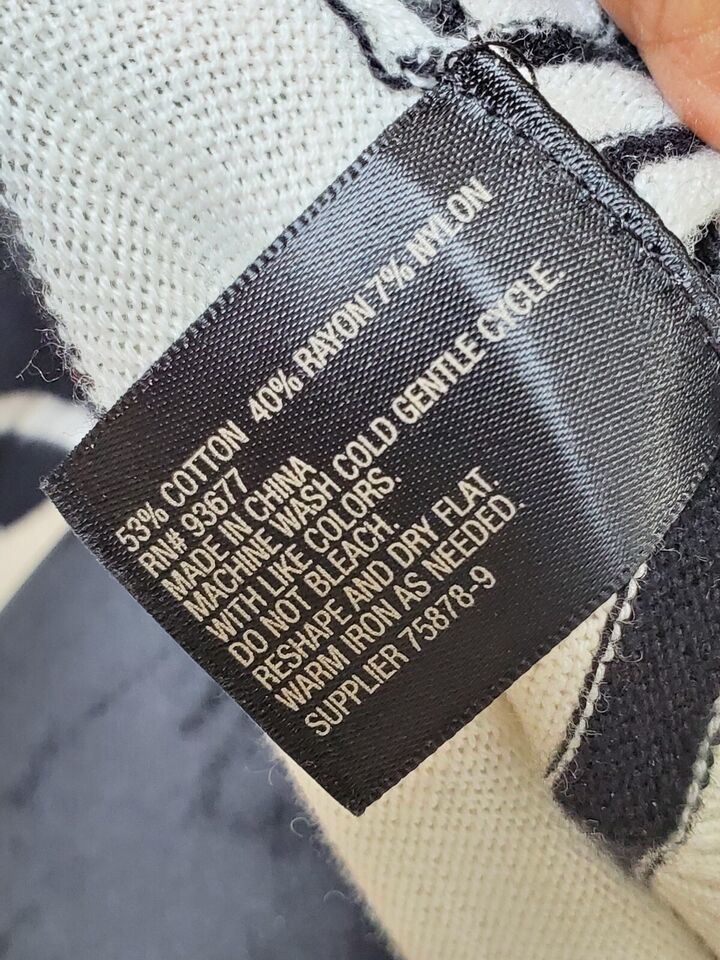 53% COTTON 40% RAYON 7% NYLON
RN# 93677
MADE IN CHINA
MACHINE WASH COLD GENTLE CYCLE.
WITH LIKE COLORS.
DO NOT BLEACH.
RESHAPE AND DRY FLAT.
WARM IRON AS NEEDED.
SUPPLIER 75878-9